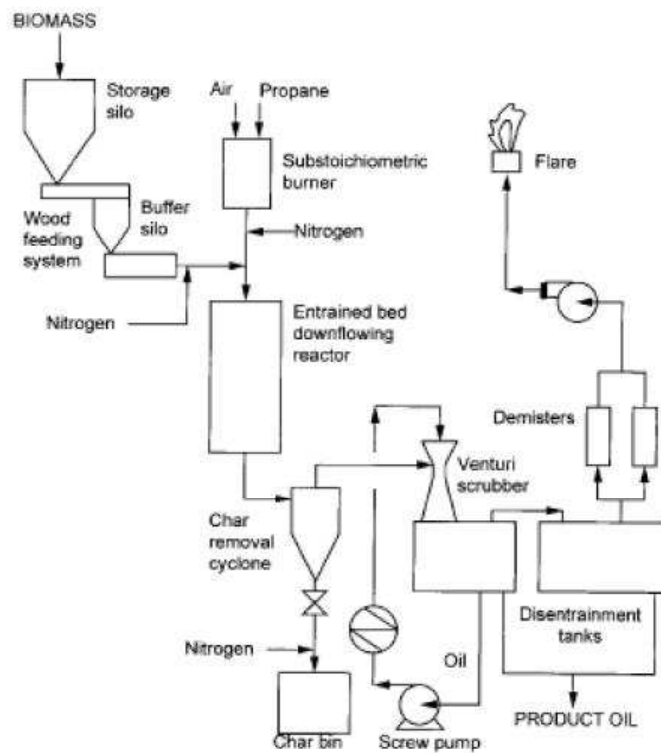 BIOMASS
Storage
silo
Air
Propane
Substoichiometric
burner
Flare
Wood
feeding
system
Buffer
silo
Nitrogen
Nitrogen
Entrained bed
downflowing
reactor
Demisters
Venturi
scrubber
Char
removal
cyclone
Disentrainment
tanks
Nitrogen
Oil
Char bin
Screw pump
PRODUCT OIL